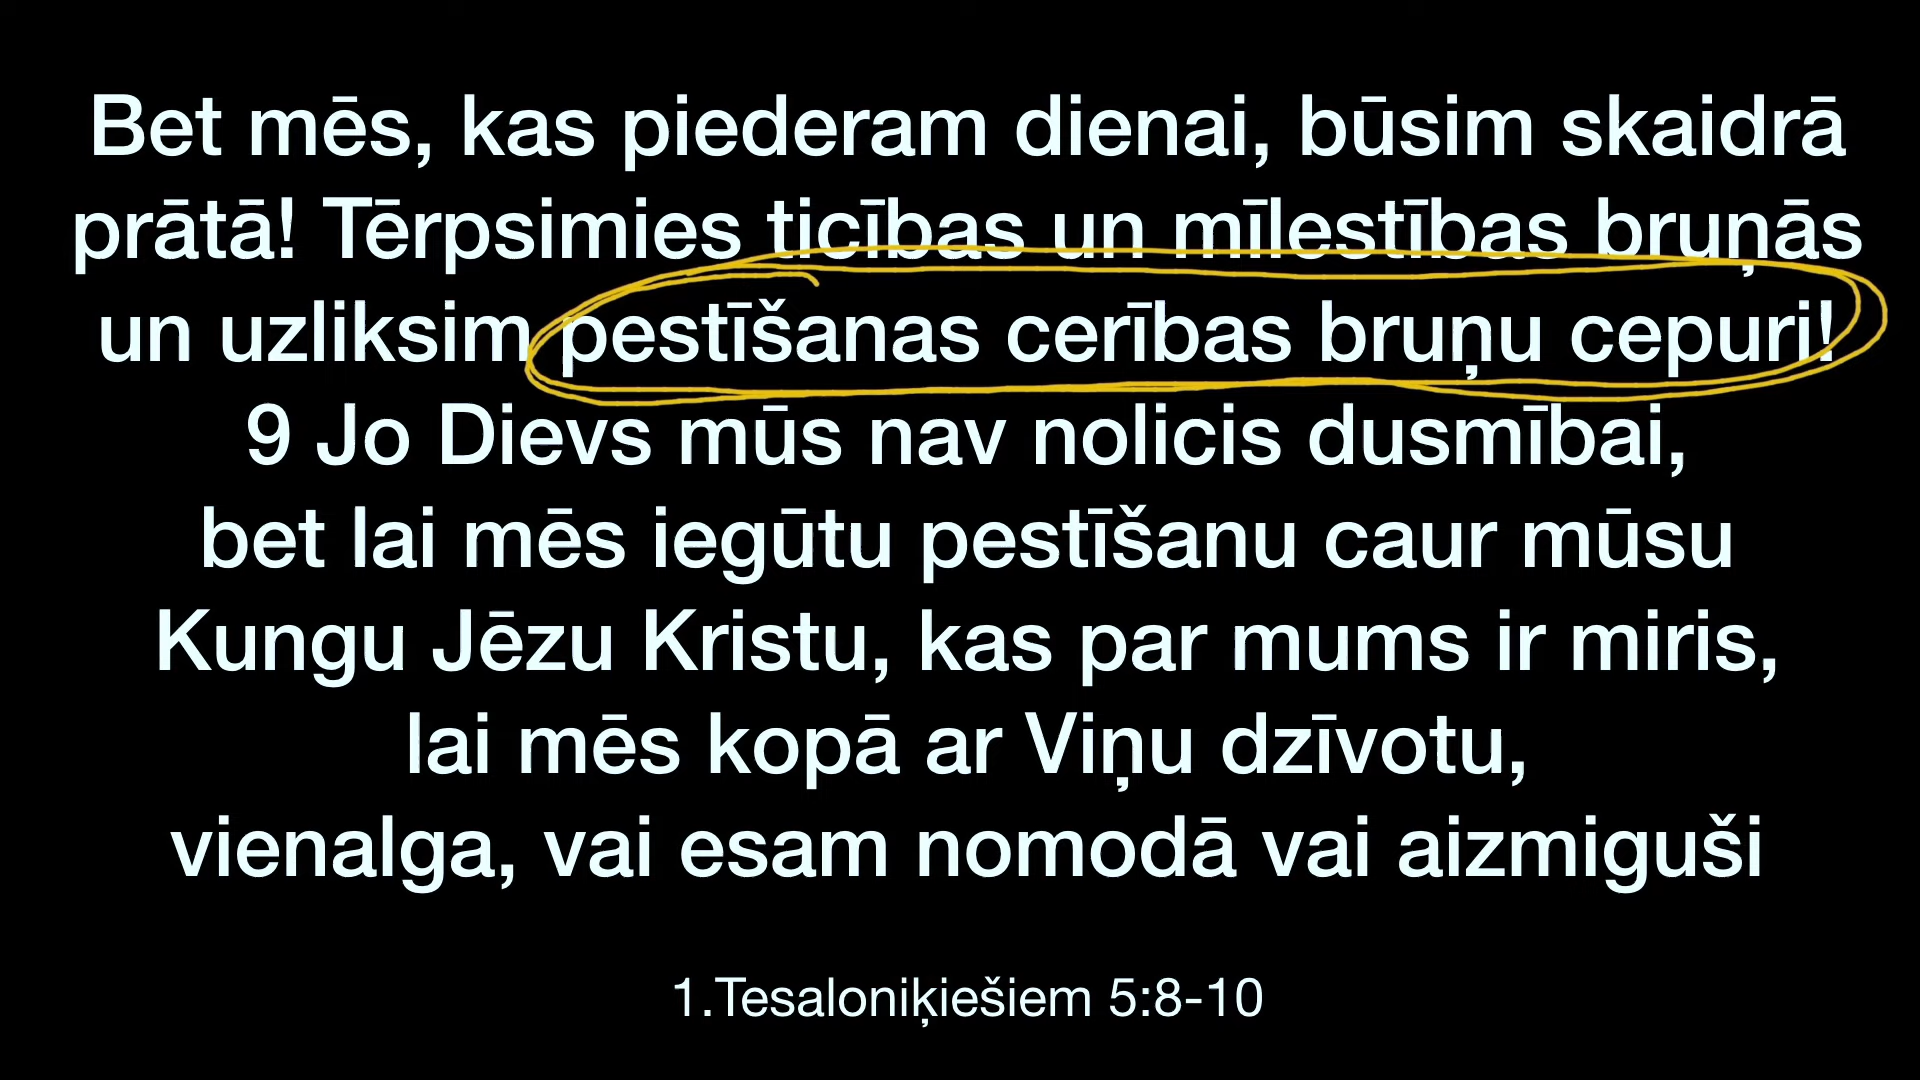 Bet mēs, kas piederam dienai, būsim skaidrā
prātā! Tērpsimies ticības un mīlestības bruņās
un uzliksim pestīšanas cerības bruņu cepuri!
9 Jo Dievs mūs nav nolicis dusmībai,
bet lai mēs iegūtu pestīšanu caur mūsu
Kungu Jēzu Kristu, kas par mums ir miris,
lai mēs kopā ar Viņu dzīvotu,
vienalga, vai esam nomodā vai aizmiguši
1.Tesaloniķiešiem 5:8-10